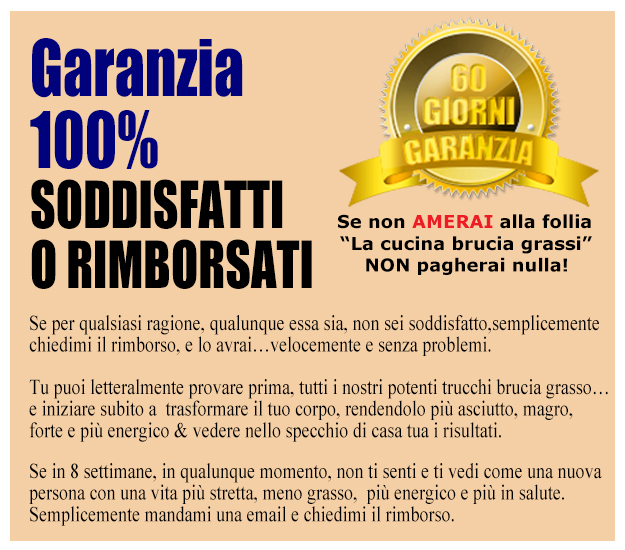 Garanzia
100%
SODDISFATTI
O RIMBORSATI
60
GIORNI
GARANZIA
Se non AMERAI alla follia
“La cucina brucia grassi”
NON pagherai nulla!
Se per qualsiasi ragione, qualunque essa sia, non sei soddisfatto,semplicemente
chiedimi il rimborso, e lo avrai…velocemente e senza problemi.
Tu puoi letteralmente provare prima, tutti i nostri potenti trucchi brucia grasso…
e iniziare subito a  trasformare il tuo corpo, rendendolo più asciutto, magro,
forte e più energico & vedere nello specchio di casa tua i risultati.
Se in 8 settimane, in qualunque momento, non ti senti e ti vedi come una nuova
persona con una vita più stretta, meno grasso,  più energico e più in salute.
Semplicemente mandami una email e chiedimi il rimborso.